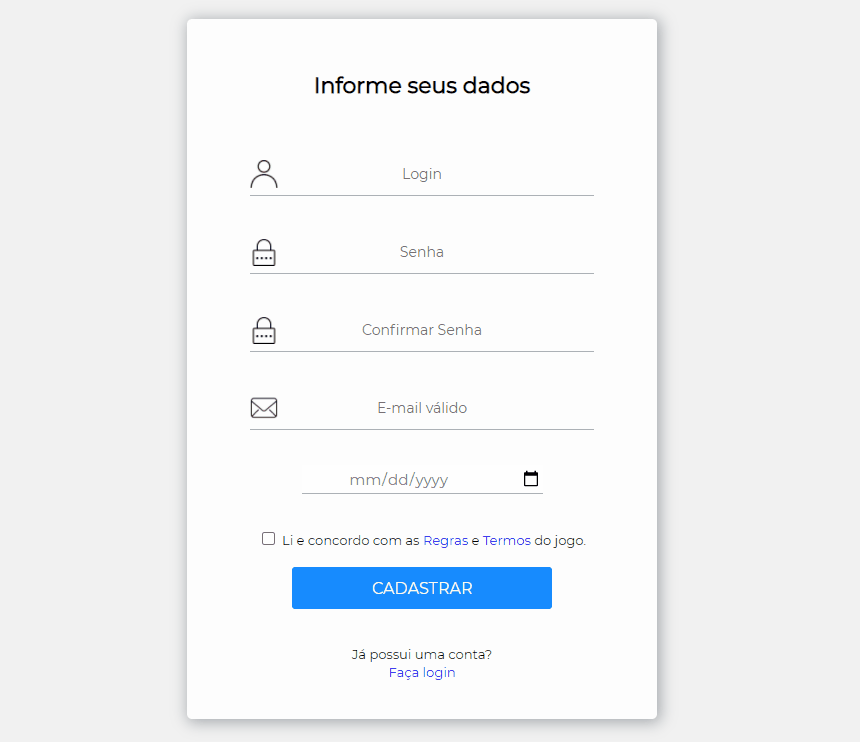 Informe seus dados
Login
Senha
Confirmar Senha
E-mail válido
mm/dd/yyyy
Li e concordo com as Regras e Termos do jogo.
CADASTRAR
Já possui uma conta?
Faça login